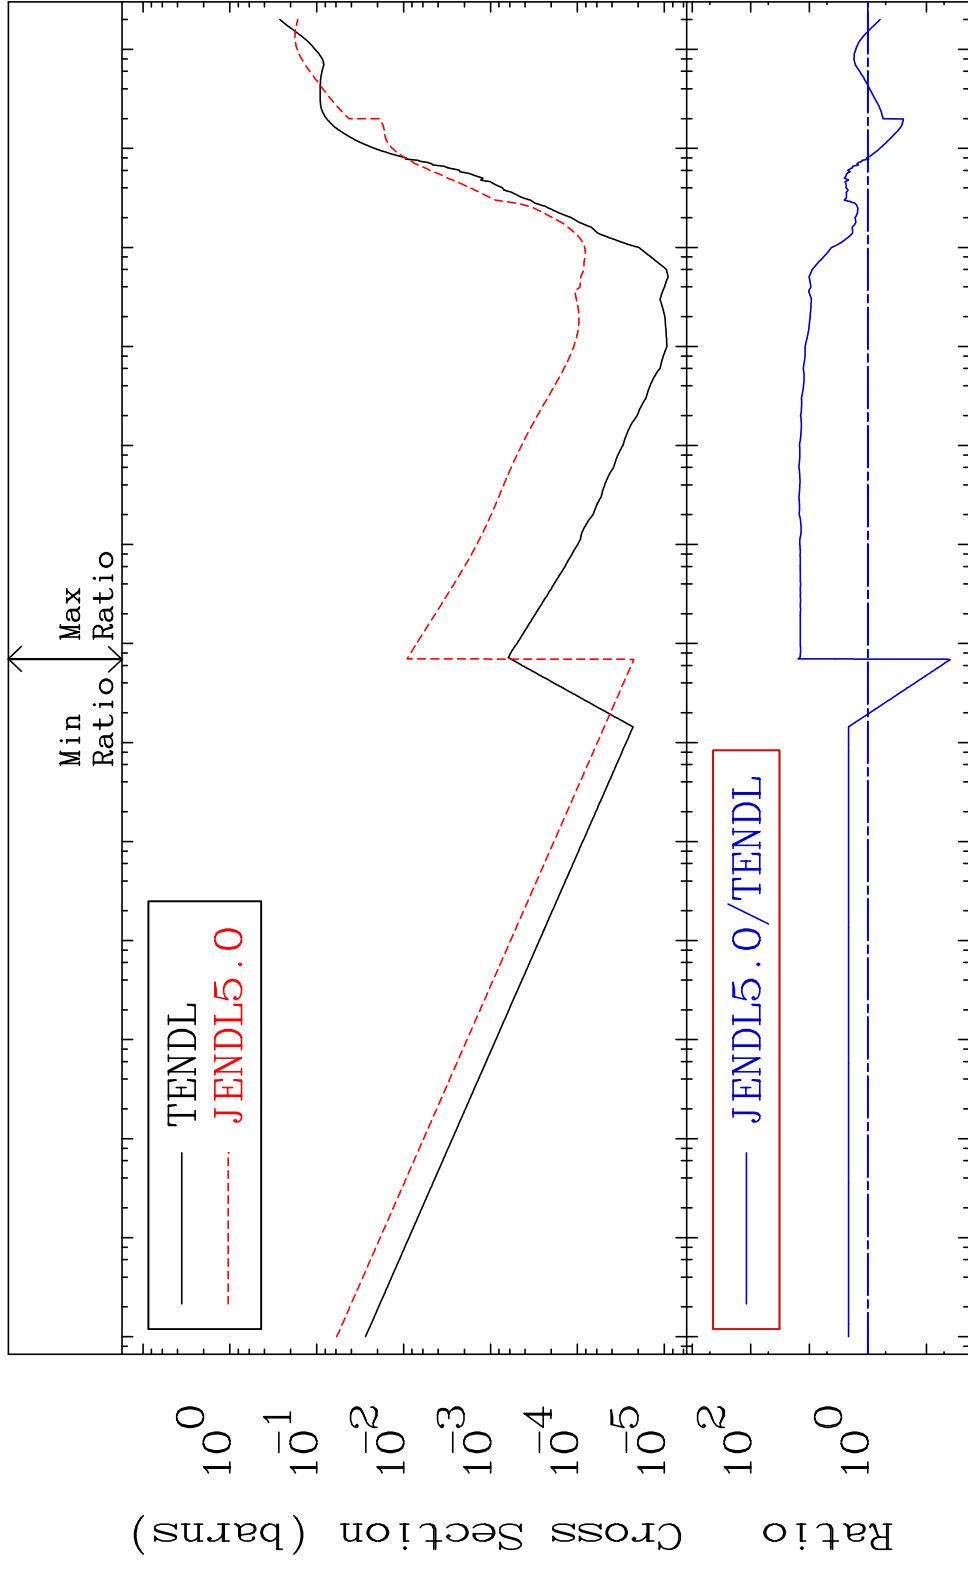 Min
Ratio
Max
Ratio
TENDL
JENDL5.0
10^0
10^-1
10^-2
10^-3
10^-4
10^-5
Cross Section (barns)
JENDL5.0/TENDL
10^2
10^0
Ratio